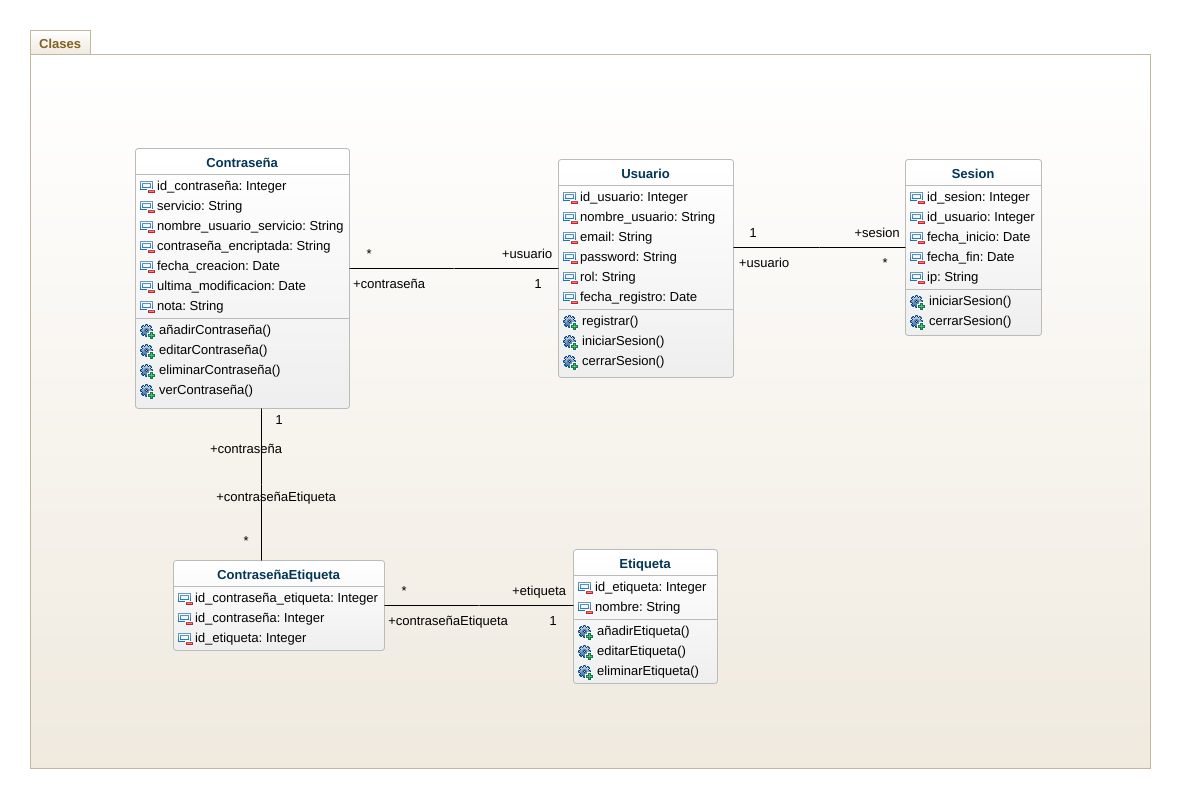 Clases
Contraseña
id_contraseña: Integer
servicio: String
nombre_usuario_servicio: String
contraseña_encriptada: String
fecha_creacion: Date
ultima_modificacion: Date
nota: String
añadirContraseña()
editarContraseña()
eliminarContraseña()
verContraseña()
*
+usuario
+contraseña
1
Usuario
id_usuario: Integer
nombre_usuario: String
email: String
password: String
rol: String
fecha_registro: Date
registrar()
iniciarSesion()
cerrarSesion()
1
+sesion
+usuario
*
Sesion
id_sesion: Integer
id_usuario: Integer
fecha_inicio: Date
fecha_fin: Date
ip: String
iniciarSesion()
cerrarSesion()
1
+contraseña
+contraseñaEtiqueta
*
ContraseñaEtiqueta
id_contraseña_etiqueta: Integer
id_contraseña: Integer
id_etiqueta: Integer
*
+etiqueta
+contraseñaEtiqueta
1
Etiqueta
id_etiqueta: Integer
nombre: String
añadirEtiqueta()
editarEtiqueta()
eliminarEtiqueta()